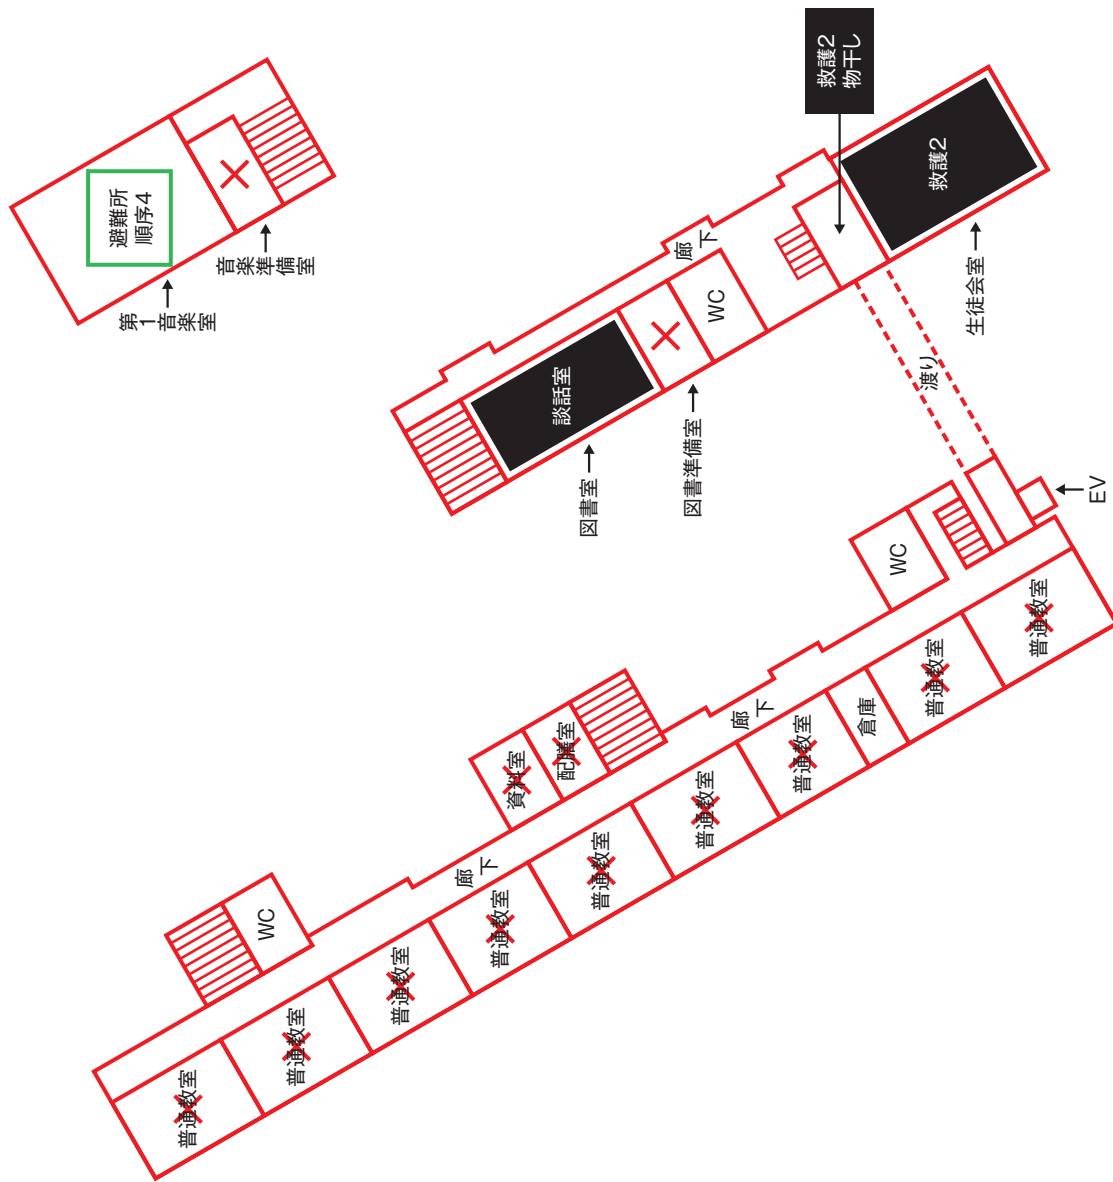 避難所
順序4
音楽準備室
第1音楽室
救護2
物干し
救護2
生徒会室
廊下
WC
談話室
図書室
図書準備室
渡り
EV
WC
普通教室
普通教室
倉庫
普通教室
廊下
普通教室
資料室
配膳室
普通教室
廊下
普通教室
普通教室
WC
普通教室
普通教室